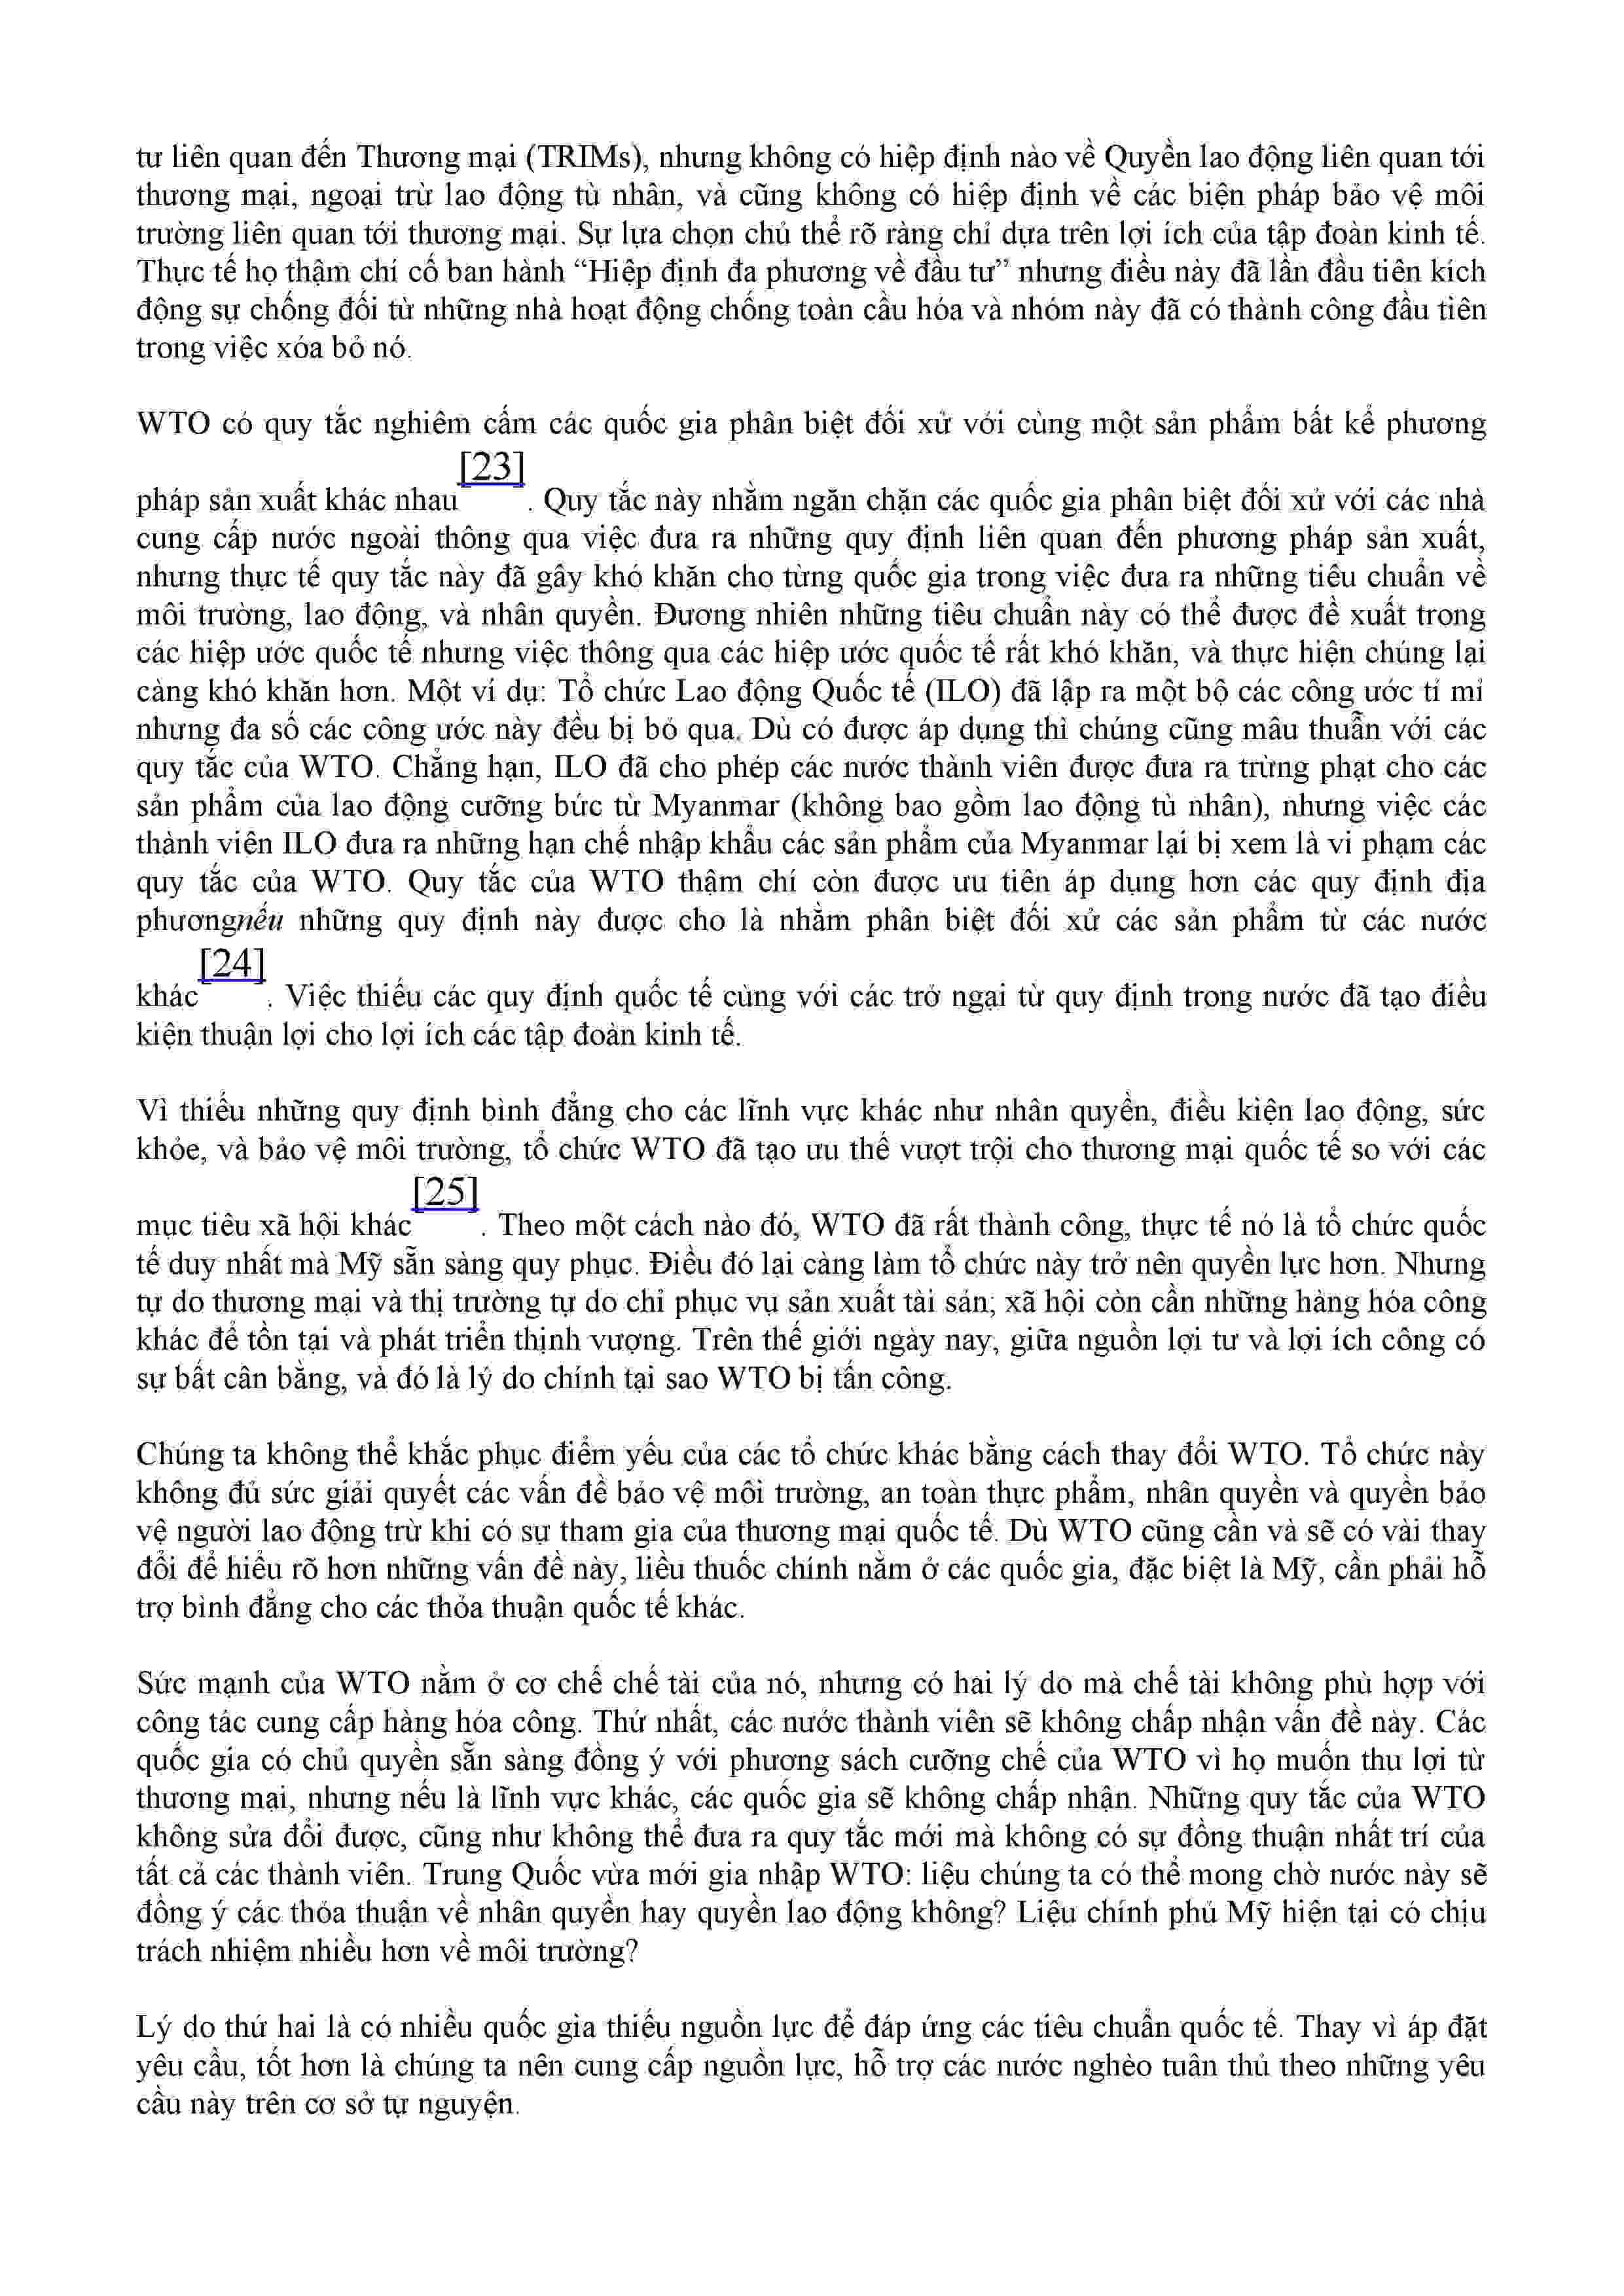 tư liên quan đến Thương mại (TRIMs), nhưng không có hiệp định nào về Quyền lao động liên quan tới
thương mại, ngoại trừ lao động tù nhân, và cũng không có hiệp định về các biện pháp bảo vệ môi
trường liên quan tới thương mại. Sự lựa chọn chủ thể rõ ràng chỉ dựa trên lợi ích của tập đoàn kinh tế.
Thực tế họ thậm chí cố ban hành “Hiệp định đa phương về đầu tư” nhưng điều này đã lần đầu tiên kích
động sự chống đối từ những nhà hoạt động chống toàn cầu hóa và nhóm này đã có thành công đầu tiên
trong việc xóa bỏ nó.
WTO có quy tắc nghiêm cấm các quốc gia phân biệt đối xử với cùng một sản phẩm bất kể phương
pháp sản xuất khác nhau[23]. Quy tắc này nhằm ngăn chặn các quốc gia phân biệt đối xử với các nhà
cung cấp nước ngoài thông qua việc đưa ra những quy định liên quan đến phương pháp sản xuất,
nhưng thực tế quy tắc này đã gây khó khăn cho từng quốc gia trong việc đưa ra những tiêu chuẩn về
môi trường, lao động, và nhân quyền. Đương nhiên những tiêu chuẩn này có thể được đề xuất trong
các hiệp ước quốc tế nhưng việc thông qua các hiệp ước quốc tế rất khó khăn, và thực hiện chúng lại
càng khó khăn hơn. Một ví dụ: Tổ chức Lao động Quốc tế (ILO) đã lập ra một bộ các công ước tỉ mỉ
nhưng đa số các công ước này đều bị bỏ qua. Dù có được áp dụng thì chúng cũng mâu thuẫn với các
quy tắc của WTO. Chẳng hạn, ILO đã cho phép các nước thành viên được đưa ra trừng phạt cho các
sản phẩm của lao động cưỡng bức từ Myanmar (không bao gồm lao động tù nhân), nhưng việc các
thành viên ILO đưa ra những hạn chế nhập khẩu các sản phẩm của Myanmar lại bị xem là vi phạm các
quy tắc của WTO. Quy tắc của WTO thậm chí còn được ưu tiên áp dụng hơn các quy định địa
phươngnếu những quy định này được cho là nhằm phân biệt đối xử các sản phẩm từ các nước
khác[24]. Việc thiếu các quy định quốc tế cùng với các trở ngại từ quy định trong nước đã tạo điều
kiện thuận lợi cho lợi ích các tập đoàn kinh tế.
Vì thiếu những quy định bình đẳng cho các lĩnh vực khác như nhân quyền, điều kiện lao động, sức
khỏe, và bảo vệ môi trường, tổ chức WTO đã tạo ưu thế vượt trội cho thương mại quốc tế so với các
mục tiêu xã hội khác[25]. Theo một cách nào đó, WTO đã rất thành công, thực tế nó là tổ chức quốc
tế duy nhất mà Mỹ sẵn sàng quy phục. Điều đó lại càng làm tổ chức này trở nên quyền lực hơn. Nhưng
tự do thương mại và thị trường tự do chỉ phục vụ sản xuất tài sản; xã hội còn cần những hàng hóa công
khác để tồn tại và phát triển thịnh vượng. Trên thế giới ngày nay, giữa nguồn lợi tư và lợi ích công có
sự bất cân bằng, và đó là lý do chính tại sao WTO bị tấn công.
Chúng ta không thể khắc phục điểm yếu của các tổ chức khác bằng cách thay đổi WTO. Tổ chức này
không đủ sức giải quyết các vấn đề bảo vệ môi trường, an toàn thực phẩm, nhân quyền và quyền bảo
vệ người lao động trừ khi có sự tham gia của thương mại quốc tế. Dù WTO cũng cần và sẽ có vài thay
đổi để hiểu rõ hơn những vấn đề này, liều thuốc chính nằm ở các quốc gia, đặc biệt là Mỹ, cần phải hỗ
trợ bình đẳng cho các thỏa thuận quốc tế khác.
Sức mạnh của WTO nằm ở cơ chế chế tài của nó, nhưng có hai lý do mà chế tài không phù hợp với
công tác cung cấp hàng hóa công. Thứ nhất, các nước thành viên sẽ không chấp nhận vấn đề này. Các
quốc gia có chủ quyền sẵn sàng đồng ý với phương sách cưỡng chế của WTO vì họ muốn thu lợi từ
thương mại, nhưng nếu là lĩnh vực khác, các quốc gia sẽ không chấp nhận. Những quy tắc của WTO
không sửa đổi được, cũng như không thể đưa ra quy tắc mới mà không có sự đồng thuận nhất trí của
tất cả các thành viên. Trung Quốc vừa mới gia nhập WTO: liệu chúng ta có thể mong chờ nước này sẽ
đồng ý các thỏa thuận về nhân quyền hay quyền lao động không? Liệu chính phủ Mỹ hiện tại có chịu
trách nhiệm nhiều hơn về môi trường?
Lý do thứ hai là có nhiều quốc gia thiếu nguồn lực để đáp ứng các tiêu chuẩn quốc tế. Thay vì áp đặt
yêu cầu, tốt hơn là chúng ta nên cung cấp nguồn lực, hỗ trợ các nước nghèo tuân thủ theo những yêu
cầu này trên cơ sở tự nguyện.